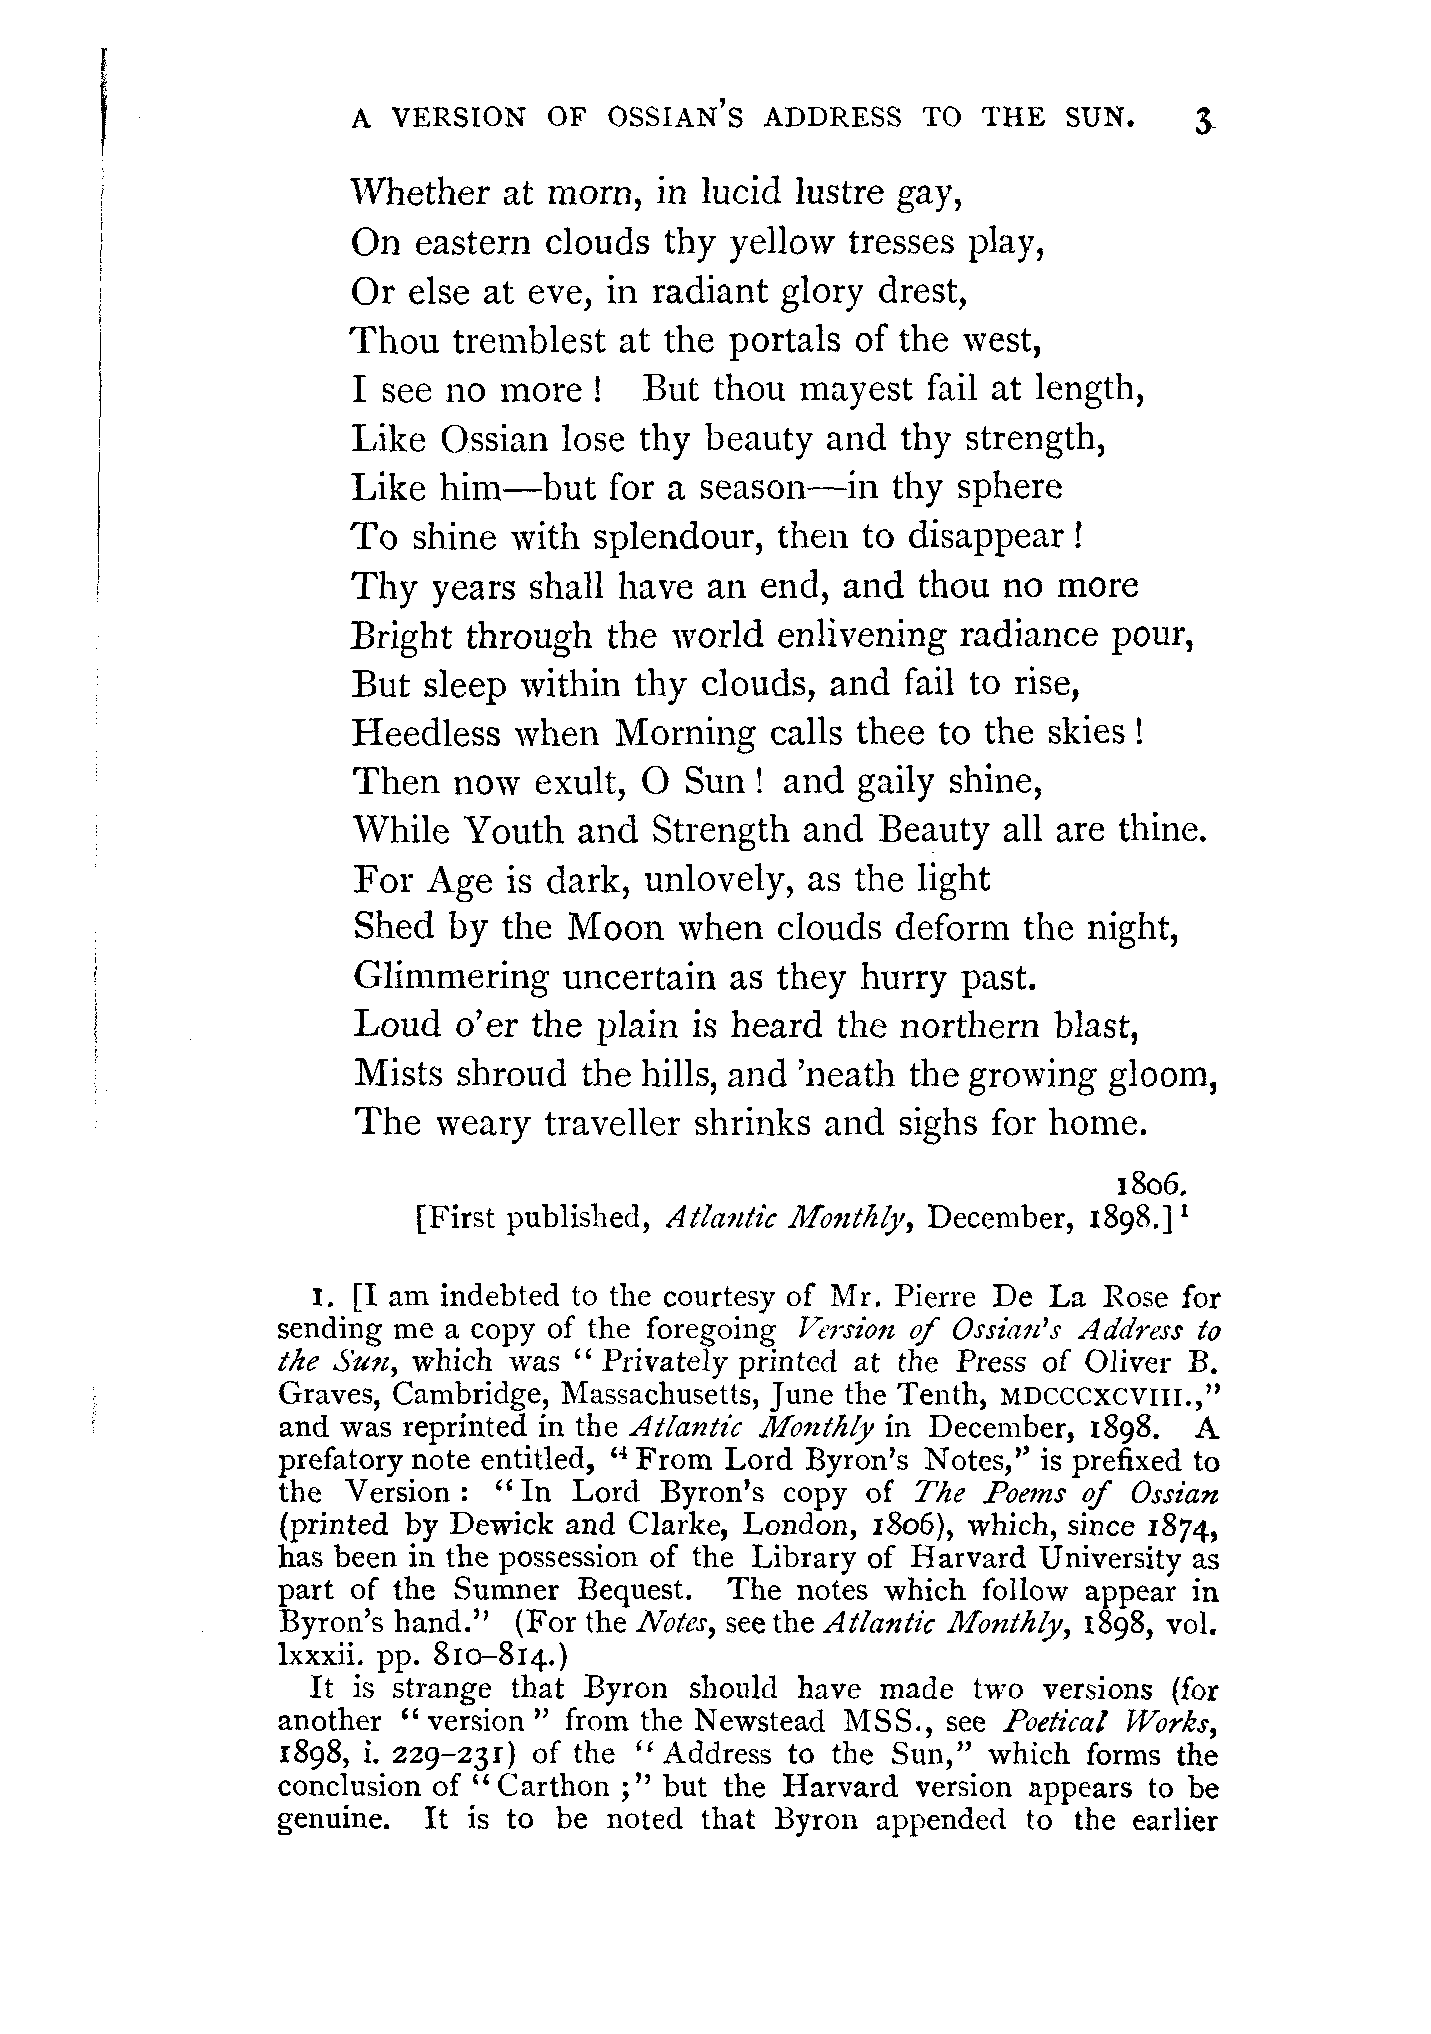 A VERSION OF OSSIAN'S ADDRESS TO THE SUN. 3
Whether at morn, in lucid lustre gay,
On eastern clouds thy yellow tresses play,
Or else at eve, in radiant glory drest,
Thou tremblest at the portals of the west,
I see no more! But thou mayest fail at length,
Like Ossian lose thy beauty and thy strength,
Like him—but for a season—in thy sphere
To shine with splendour, then to disappear!
Thy years shall have an end, and thou no more
Bright through the world enlivening radiance pour,
But sleep within thy clouds, and fail to rise,
Heedless when Morning calls thee to the skies!
Then now exult, O Sun! and gaily shine,
While Youth and Strength and Beauty all are thine.
For Age is dark, unlovely, as the light
Shed by the Moon when clouds deform the night,
Glimmering uncertain as they hurry past.
Loud o'er the plain is heard the northern blast,
Mists shroud the hills, and 'neath the growing gloom,
The weary traveller shrinks and sighs for home.
1806.
[First published, Atlantic Monthly, December, 1898.]¹
1. [I am indebted to the courtesy of Mr. Pierre De La Rose for
sending me a copy of the foregoing Version of Ossian's Address to
the Sun, which was "Privately printed at the Press of Oliver B.
Graves, Cambridge, Massachusetts, June the Tenth, MDCCCXCVIII.,"
and was reprinted in the Atlantic Monthly in December, 1898. A
prefatory note entitled, "From Lord Byron's Notes," is prefixed to
the Version: "In Lord Byron's copy of The Poems of Ossian
(printed by Dewick and Clarke, London, 1806), which, since 1874,
has been in the possession of the Library of Harvard University as
part of the Sumner Bequest. The notes which follow appear in
Byron's hand." (For the Notes, see the Atlantic Monthly, 1898, vol.
lxxxii. pp. 810–814.)
It is strange that Byron should have made two versions (for
another "version" from the Newstead MSS., see Poetical Works,
1898, i. 229–231) of the "Address to the Sun," which forms the
conclusion of "Carthon;" but the Harvard version appears to be
genuine. It is to be noted that Byron appended to the earlier